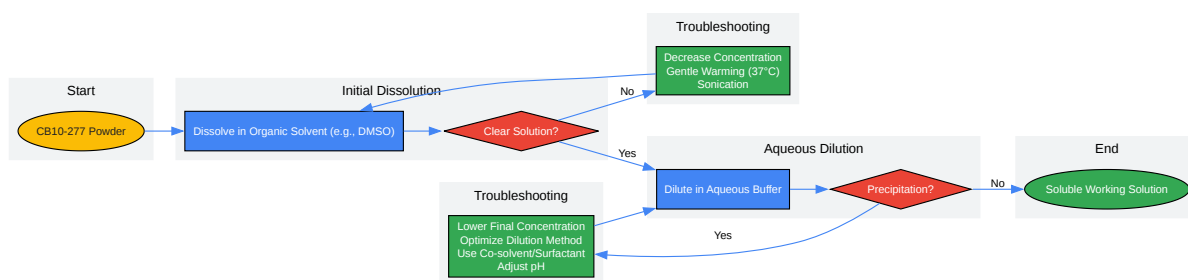 Start
CB10-277 Powder
Initial Dissolution
Dissolve in Organic Solvent (e.g., DMSO)
Clear Solution?
No
Troubleshooting
Decrease Concentration
Gentle Warming (37°C)
Sonication
Yes
Aqueous Dilution
Dilute in Aqueous Buffer
Precipitation?
Yes
Troubleshooting
Lower Final Concentration
Optimize Dilution Method
Use Co-solvent/Surfactant
Adjust pH
No
End
Soluble Working Solution